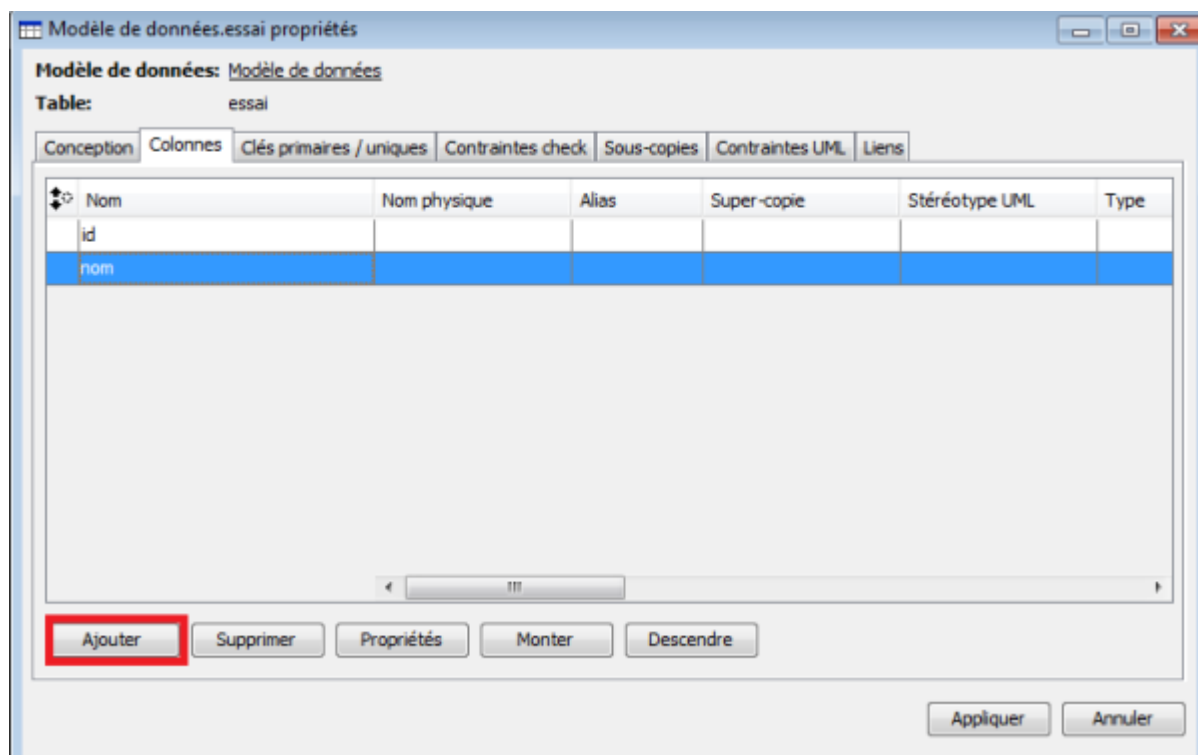 Modèle de données.essai propriétés
Modèle de données: Modèle de données
Table: essai
Conception Colonnes Clés primaires / uniques Contraintes check Sous-copies Contraintes UML Liens
Nom Nom physique Alias Super-copie Stéréotype UML Type
id
nom
Ajouter Supprimer Propriétés Monter Descendre
Appliquer Annuler